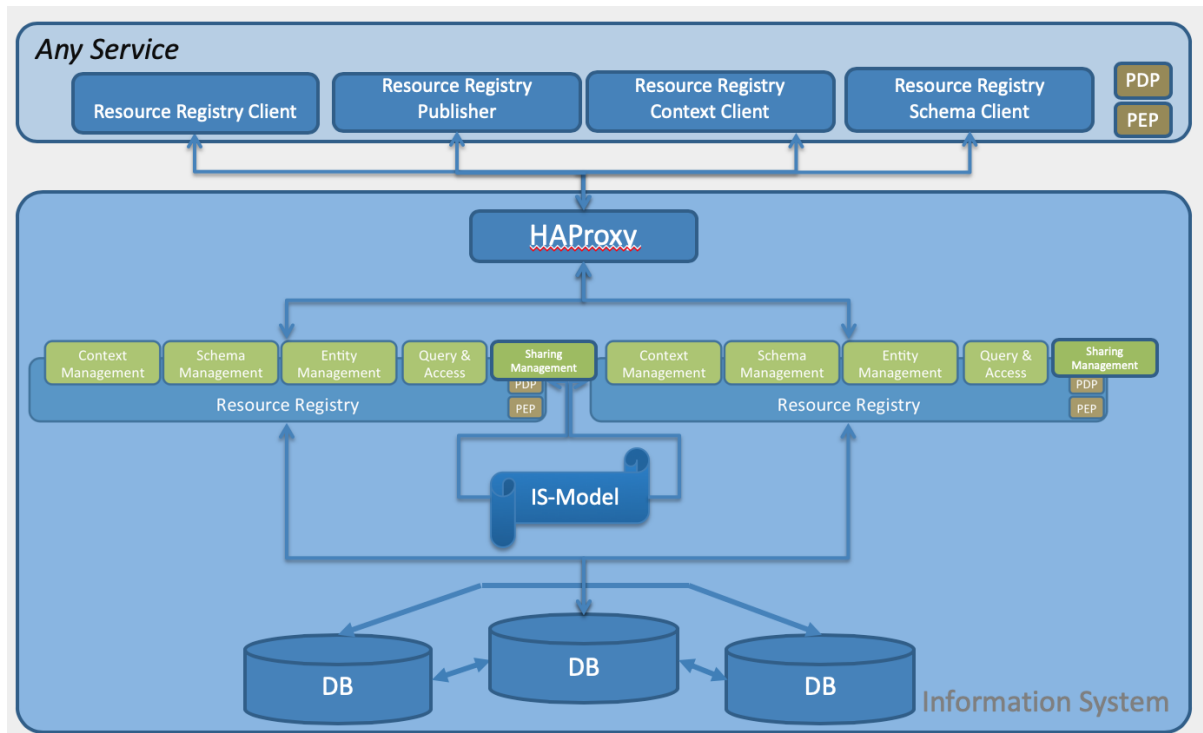 Any Service
Resource Registry Client
Resource Registry
Publisher
Resource Registry
Context Client
Resource Registry
Schema Client
PDP
PEP
HAProxy
Context
Management
Schema
Management
Entity
Management
Query &
Access
Sharing
Management
PDP
PEP
Resource Registry
Context
Management
Schema
Management
Entity
Management
Query &
Access
Sharing
Management
PDP
PEP
Resource Registry
IS-Model
DB
DB
DB
Information System